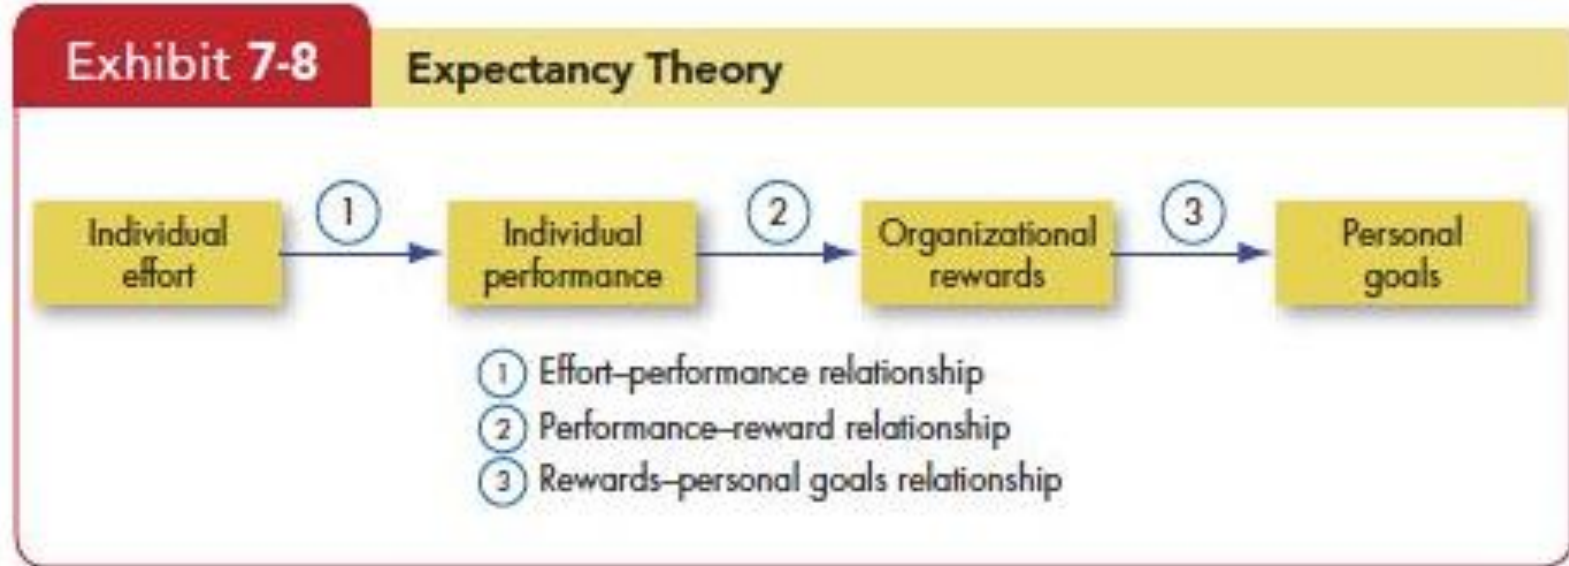 Exhibit 7-8
Expectancy Theory
1
2
3
Individual
effort
Individual
performance
Organizational
rewards
Personal
goals
1 Effort–performance relationship
2 Performance–reward relationship
3 Rewards–personal goals relationship